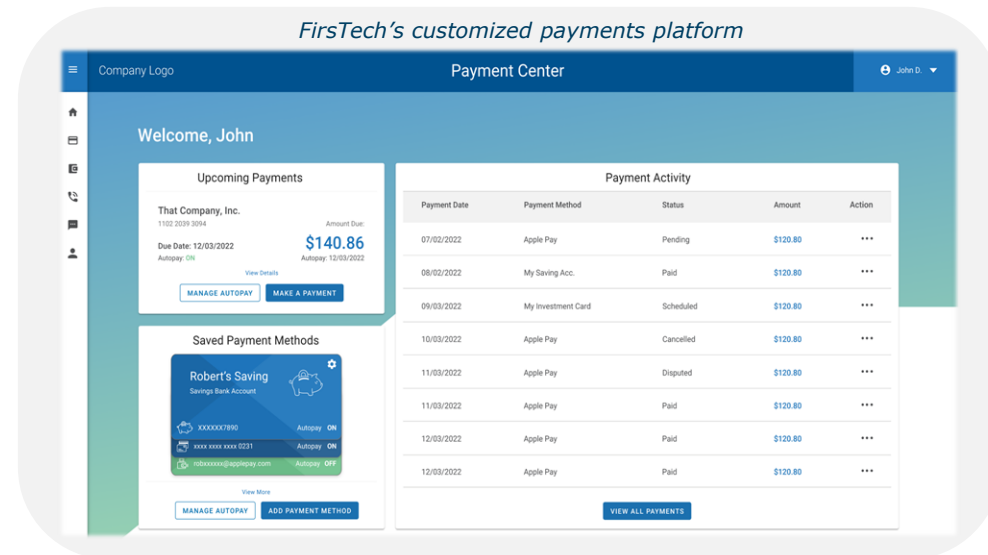 FirsTech’s customized payments platform
Company Logo
Payment Center
John D.
Welcome, John
Upcoming Payments
That Company, Inc.
1102 2039 3094
Amount Due:
Due Date: 12/03/2022
$140.86
Autopay: ON
Autopay: 12/03/2022
View Details
MANAGE AUTOPAY
MAKE A PAYMENT
Saved Payment Methods
Robert's Saving
Savings Bank Account
XXXXXX7890 Autopay ON
xxxx xxxx xxxx 0231 Autopay ON
robxxxxxx@applepay.com Autopay OFF
View More
MANAGE AUTOPAY
ADD PAYMENT METHOD
Payment Activity
Payment Date Payment Method Status Amount Action
07/02/2022 Apple Pay Pending $120.80
08/02/2022 My Saving Acc. Paid $120.80
09/03/2022 My Investment Card Scheduled $120.80
10/03/2022 Apple Pay Cancelled $120.80
11/03/2022 Apple Pay Disputed $120.80
11/03/2022 Apple Pay Paid $120.80
12/03/2022 Apple Pay Paid $120.80
12/03/2022 Apple Pay Paid $120.80
VIEW ALL PAYMENTS